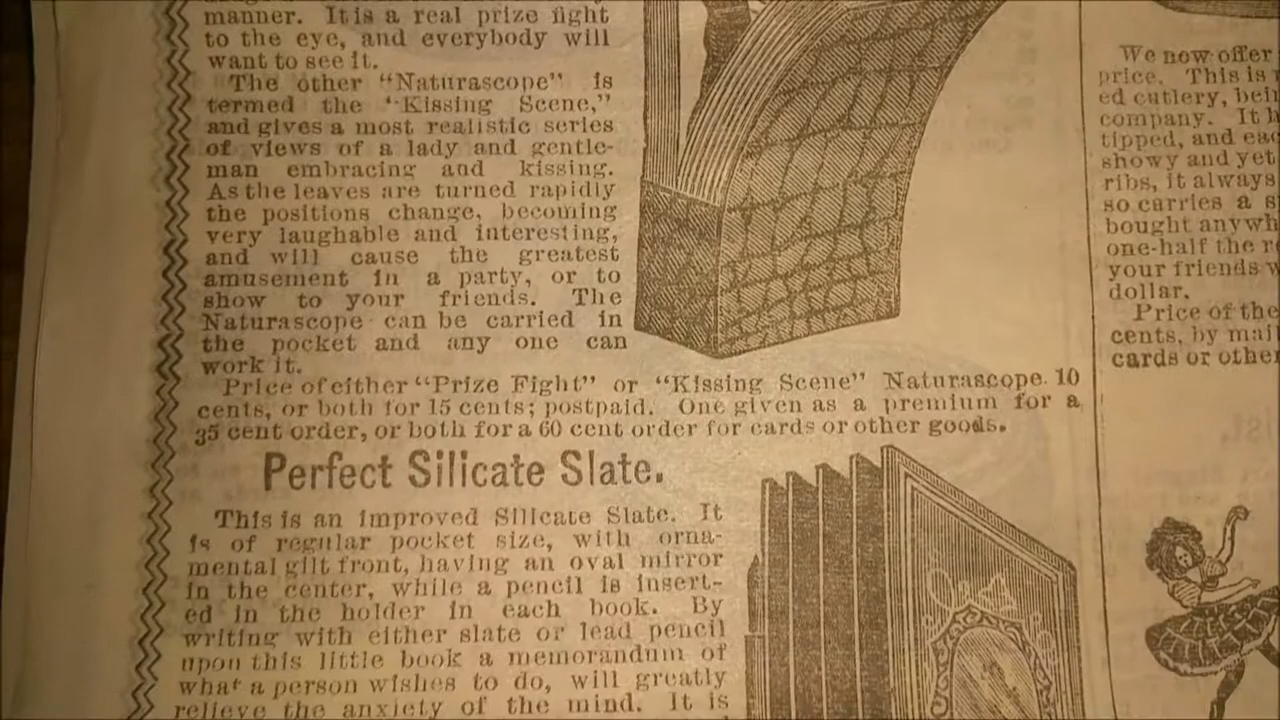 manner. It is a real prize fight
to the eye, and everybody will
want to see it.
The other "Naturascope" is
termed the "Kissing Scene,"
and gives a most realistic series
of views of a lady and gentle-
man embracing and kissing.
As the leaves are turned rapidly
the positions change, becoming
very laughable and interesting,
and will cause the greatest
amusement in a party, or to
show to your friends. The
Naturascope can be carried in
the pocket and any one can
work it.
Price of either "Prize Fight" or "Kissing Scene" Naturascope. 10
cents, or both for 15 cents; postpaid. One given as a premium for a
35 cent order, or both for a 60 cent order for cards or other goods.
Perfect Silicate Slate.
This is an improved Silicate Slate. It
is of regular pocket size, with orna-
mental gilt front, having an oval mirror
in the center, while a pencil is insert-
ed in the holder in each book. By
writing with either slate or lead pencil
upon this little book a memorandum of
what a person wishes to do, will greatly
relieve the anxiety of the mind. It is
We now offer
price. This is
ed cutlery,
company. It
tipped, and
showy and yet
ribs, it always
so carries a
bought
one-half the
your friends
dollar.
Price of the
cents, by mail
cards or other